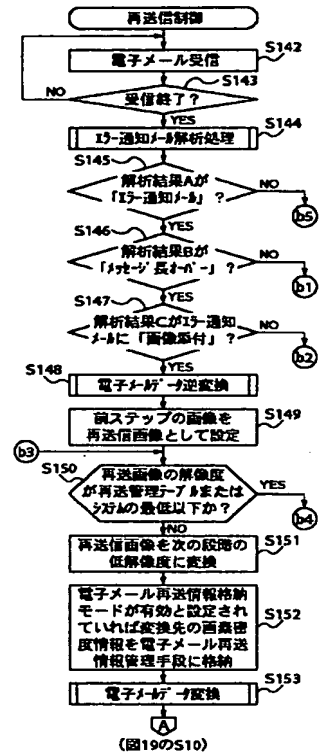 再送信制御
S142
電子メール受信
S143
NO
受信終了?
YES
S144
エラー通知メール解析処理
S145
解析結果Aが
「エラー通知メール」?
NO
b5
YES
S146
解析結果Bが
「メッセージ長オーバー」?
NO
b1
YES
S147
解析結果Cがエラー通知
メールに「画像添付」?
NO
b2
YES
S148
電子メールデータ逆変換
S149
前ステップの画像を
再送信画像として設定
b3
S150
再送画像の解像度
が再送管理テーブルまたは
システムの最低以下か?
YES
b4
NO
S151
再送信画像を次の段階の
低解像度に変換
S152
電子メール再送情報格納
モードが有効と設定され
ていれば変換先の画素密
度情報を電子メール再送
情報管理手段に格納
S153
電子メールデータ変換
A
(図19のS10)